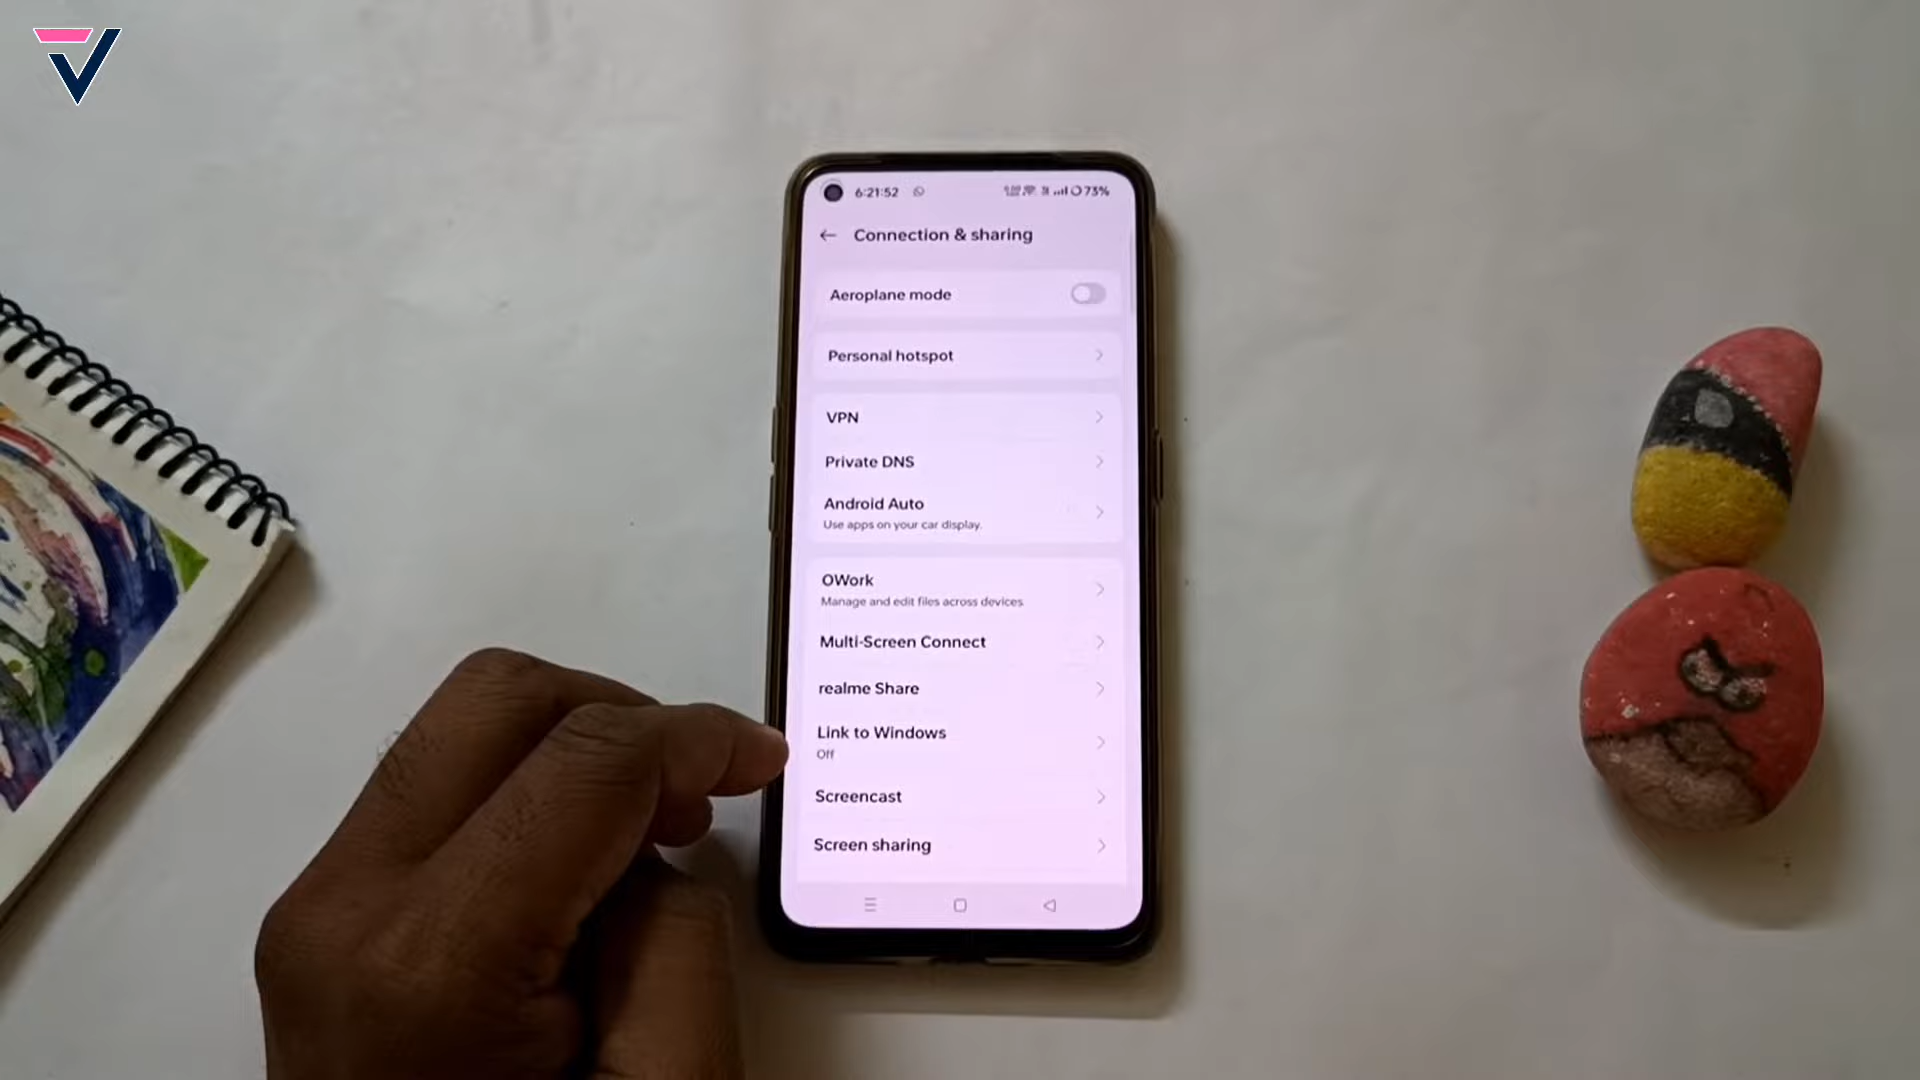 6:21:52
73%
Connection & sharing
Aeroplane mode
Personal hotspot
VPN
Private DNS
Android Auto
Use apps on your car display.
OWork
Manage and edit files across devices.
Multi-Screen Connect
realme Share
Link to Windows
Off
Screencast
Screen sharing